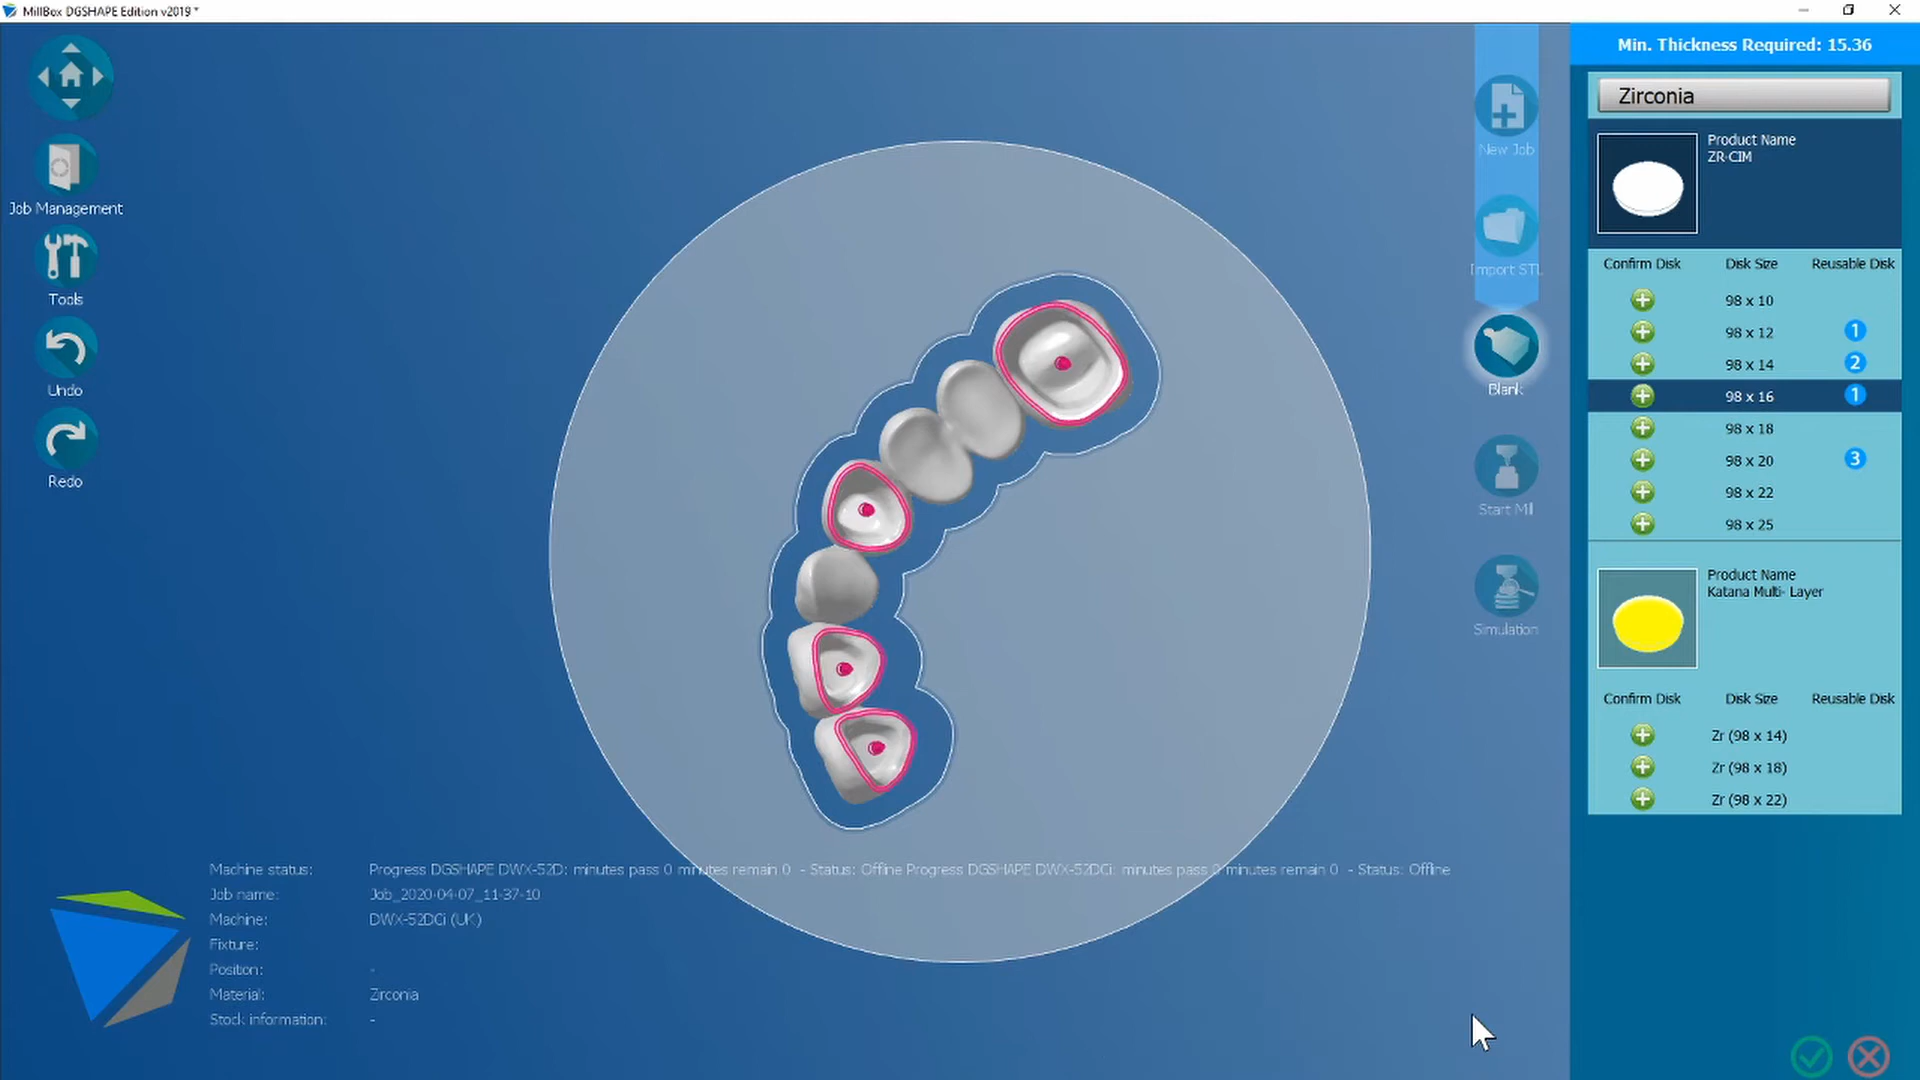 MillBox DGSHAPE Edition v2019 *
Min. Thickness Required: 15.36
Job Management
Tools
Undo
Redo
New Job
Import STL
Blank
Start Mill
Simulation
Zirconia
Product Name
ZR-CIM
Confirm Disk Disk Size Reusable Disk
98 x 10
98 x 12 1
98 x 14 2
98 x 16 1
98 x 18
98 x 20 3
98 x 22
98 x 25
Product Name
Katana Multi- Layer
Confirm Disk Disk Size Reusable Disk
Zr (98 x 14)
Zr (98 x 18)
Zr (98 x 22)
Machine status: Progress DGSHAPE DWX-52D: minutes pass 0 minutes remain 0 - Status: Offline Progress DGSHAPE DWX-52DCi: minutes pass 0 minutes remain 0 - Status: Offline
Job name: Job_2020-04-07_11-37-10
Machine: DWX-52DCi (UK)
Fixture:
Position: -
Material: Zirconia
Stock information: -